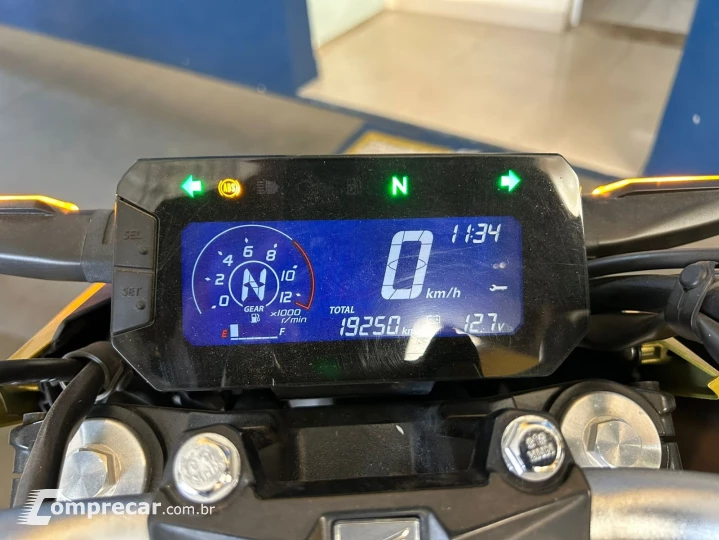 ABS
N
SEL
SET
11:34
0 km/h
0 2 4 6 8 10 12
N
GEAR
x1000 r/min
E F
TOTAL
19250 km
12.7V
Comprecar.com.br